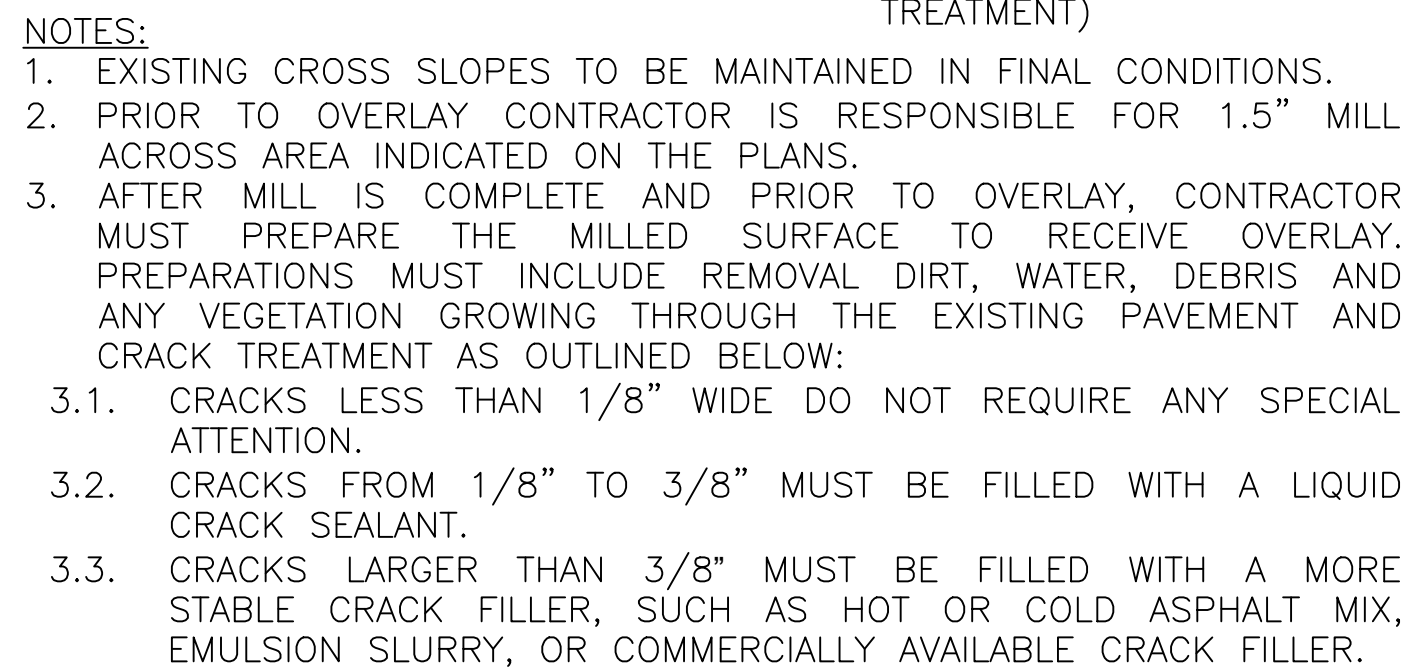 TREATMENT)
NOTES:
1. EXISTING CROSS SLOPES TO BE MAINTAINED IN FINAL CONDITIONS.
2. PRIOR TO OVERLAY CONTRACTOR IS RESPONSIBLE FOR 1.5” MILL
ACROSS AREA INDICATED ON THE PLANS.
3. AFTER MILL IS COMPLETE AND PRIOR TO OVERLAY, CONTRACTOR
MUST PREPARE THE MILLED SURFACE TO RECEIVE OVERLAY.
PREPARATIONS MUST INCLUDE REMOVAL DIRT, WATER, DEBRIS AND
ANY VEGETATION GROWING THROUGH THE EXISTING PAVEMENT AND
CRACK TREATMENT AS OUTLINED BELOW:
3.1. CRACKS LESS THAN 1/8” WIDE DO NOT REQUIRE ANY SPECIAL
ATTENTION.
3.2. CRACKS FROM 1/8” TO 3/8” MUST BE FILLED WITH A LIQUID
CRACK SEALANT.
3.3. CRACKS LARGER THAN 3/8" MUST BE FILLED WITH A MORE
STABLE CRACK FILLER, SUCH AS HOT OR COLD ASPHALT MIX,
EMULSION SLURRY, OR COMMERCIALLY AVAILABLE CRACK FILLER.